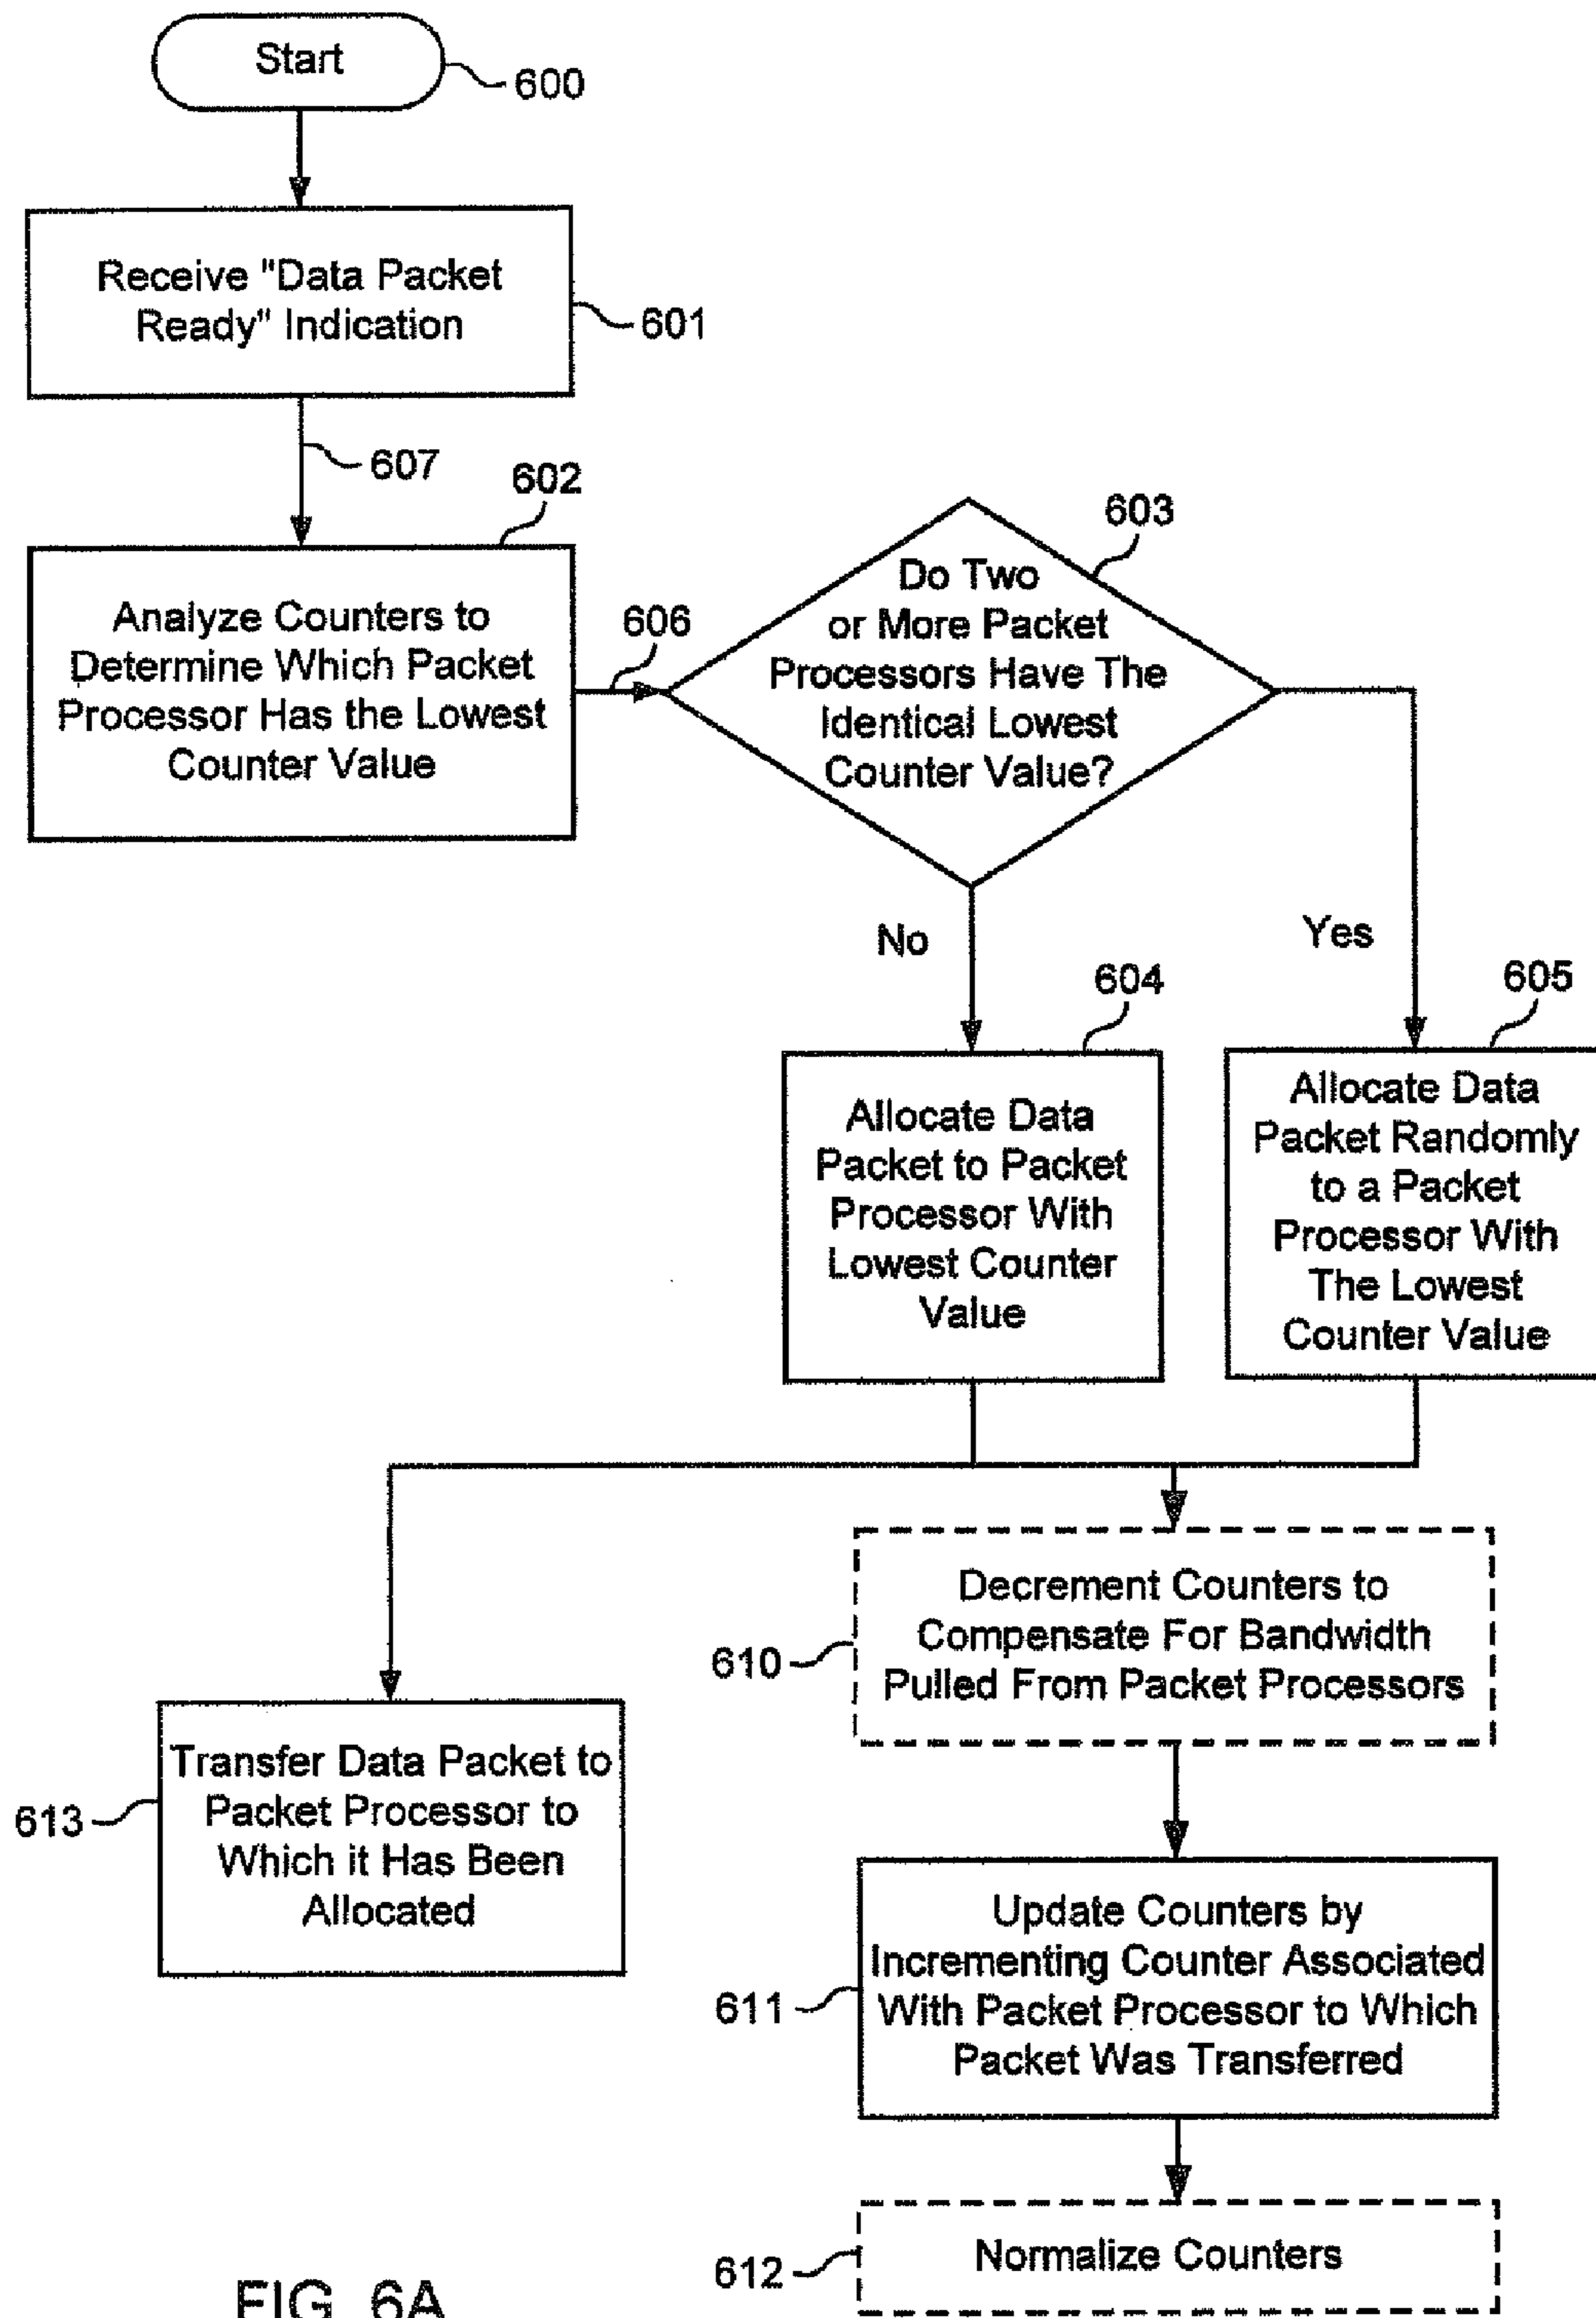 Start
600
Receive "Data Packet
Ready" Indication
601
607
602
Analyze Counters to
Determine Which Packet
Processor Has the Lowest
Counter Value
606
603
Do Two
or More Packet
Processors Have The
Identical Lowest
Counter Value?
No
Yes
604
605
Allocate Data
Packet to Packet
Processor With
Lowest Counter
Value
Allocate Data
Packet Randomly
to a Packet
Processor With
The Lowest
Counter Value
610
Decrement Counters to
Compensate For Bandwidth
Pulled From Packet Processors
613
Transfer Data Packet to
Packet Processor to
Which it Has Been
Allocated
611
Update Counters by
Incrementing Counter Associated
With Packet Processor to Which
Packet Was Transferred
612
Normalize Counters
FIG. 6A